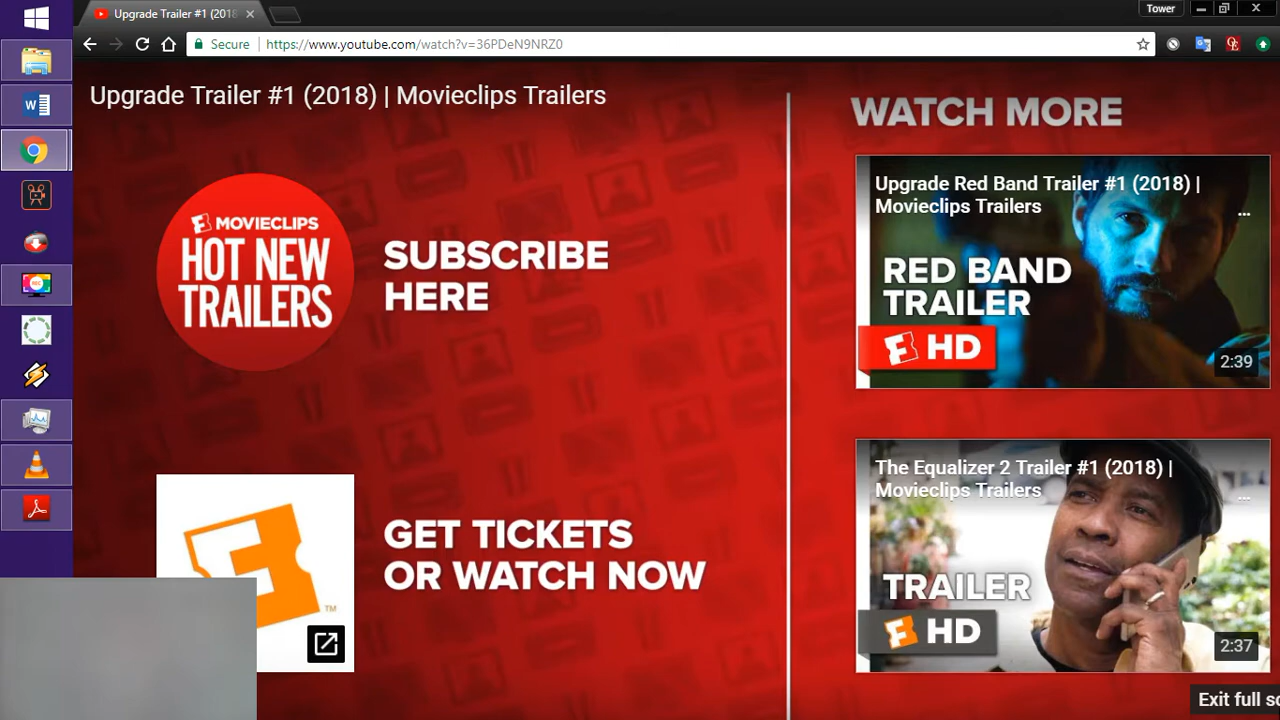 Upgrade Trailer #1 (2018
Tower
Secure
https://www.youtube.com/watch?v=36PDeN9NRZ0
Upgrade Trailer #1 (2018) | Movieclips Trailers
MOVIECLIPS
HOT NEW
TRAILERS
SUBSCRIBE
HERE
GET TICKETS
OR WATCH NOW
TM
WATCH MORE
Upgrade Red Band Trailer #1 (2018) |
Movieclips Trailers
...
RED BAND
TRAILER
HD
2:39
The Equalizer 2 Trailer #1 (2018) |
Movieclips Trailers
...
TRAILER
HD
2:37
Exit full sc